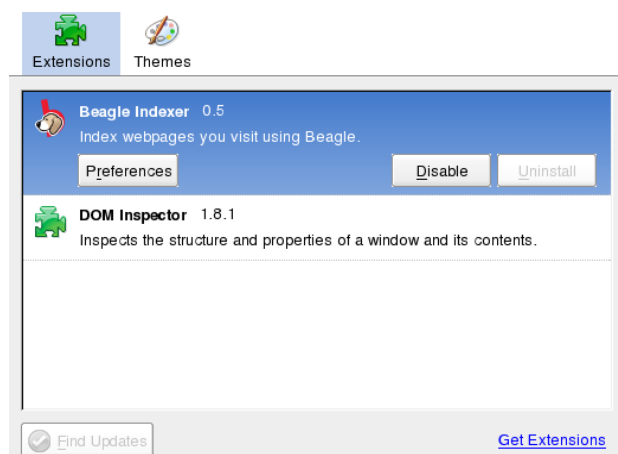 Extensions Themes
Beagle Indexer 0.5
Index webpages you visit using Beagle.
Preferences Disable Uninstall
DOM Inspector 1.8.1
Inspects the structure and properties of a window and its contents.
Find Updates Get Extensions